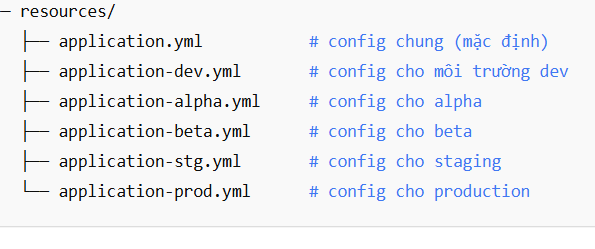 ─ resources/
├── application.yml # config chung (mặc định)
├── application-dev.yml # config cho môi trường dev
├── application-alpha.yml # config cho alpha
├── application-beta.yml # config cho beta
├── application-stg.yml # config cho staging
└── application-prod.yml # config cho production